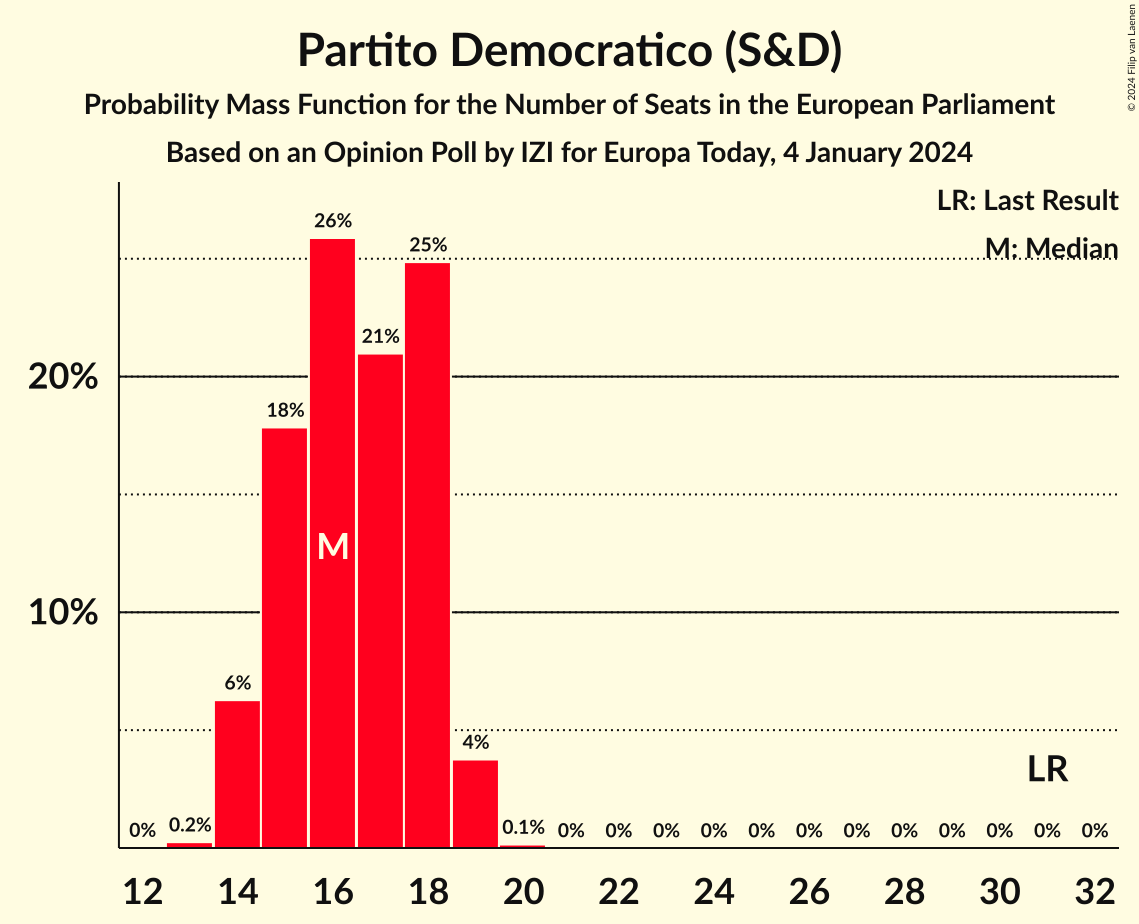 Partito Democratico (S&D)
Probability Mass Function for the Number of Seats in the European Parliament
Based on an Opinion Poll by IZI for Europa Today, 4 January 2024
© 2024 Filip van Laenen
LR: Last Result
M: Median
20%
10%
0% 0.2% 6% 18% 26% 21% 25% 4% 0.1% 0% 0% 0% 0% 0% 0% 0% 0% 0% 0% 0% 0%
M
LR
12 14 16 18 20 22 24 26 28 30 32